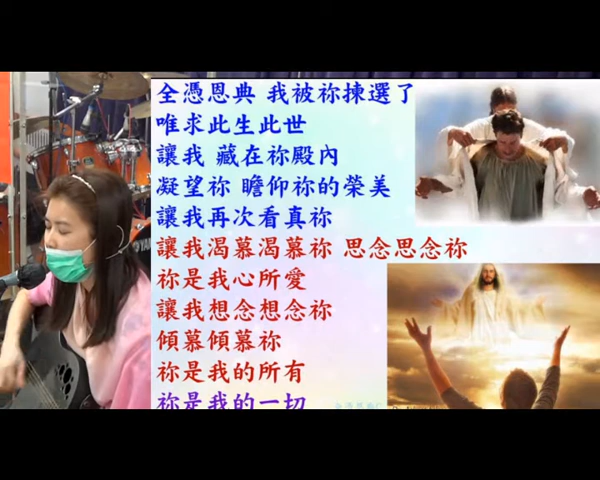 全憑恩典 我被祢揀選了
唯求此生此世
讓我 藏在祢殿內
凝望祢 瞻仰祢的榮美
讓我再次看真祢
讓我渴慕渴慕祢 思念思念祢
祢是我心所愛
讓我想念想念祢
傾慕傾慕祢
祢是我的所有
祢是我的一切